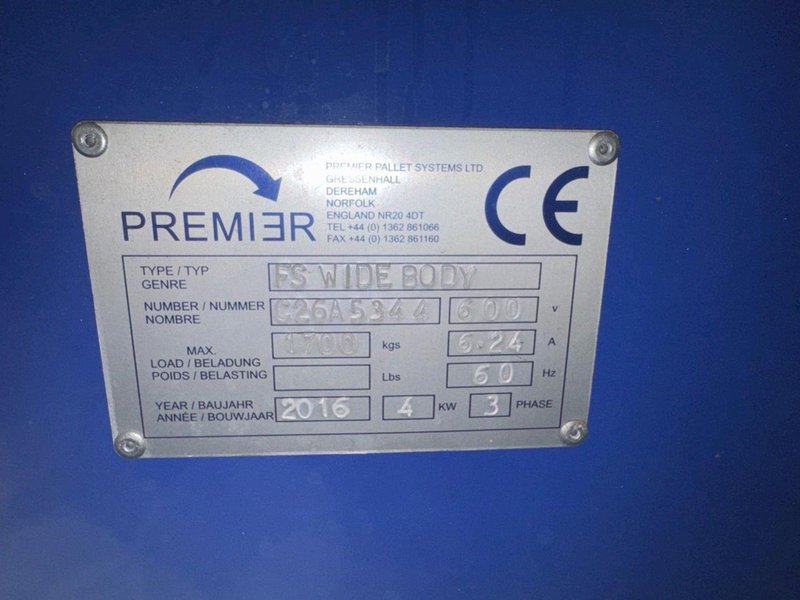 PREMIER
PREMIER PALLET SYSTEMS LTD
GRESSENHALL
DEREHAM
NORFOLK
ENGLAND NR20 4DT
TEL +44 (0) 1362 861066
FAX +44 (0) 1362 861160
CE
TYPE / TYP
GENRE
FS WIDE BODY
NUMBER / NUMMER
NOMBRE
C26A5344 600 V
MAX.
LOAD / BELADUNG
POIDS / BELASTING
1700 kgs 6.24 A
Lbs 60 Hz
YEAR / BAUJAHR
ANNÉE / BOUWJAAR
2016 4 KW 3 PHASE